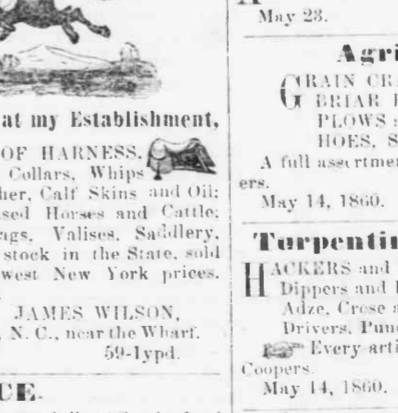 at my Establishment,
OF HARNESS,
Collars, Whips
her, Calf Skins and Oil;
sed Horses and Cattle;
ags, Valises, Saddlery,
stock in the State, sold
west New York prices.
JAMES WILSON,
N. C., near the Wharf.
59-1ypd.
CE.
May 23.
Agri
GRAIN CRA
BRIAR
PLOWS
HOES, S
A full assortme
ers.
May 14, 1860.
Turpentin
HACKERS and
Dippers and
Adze, Crose a
Drivers, Pun
Every arti
Coopers.
May 14, 1860.